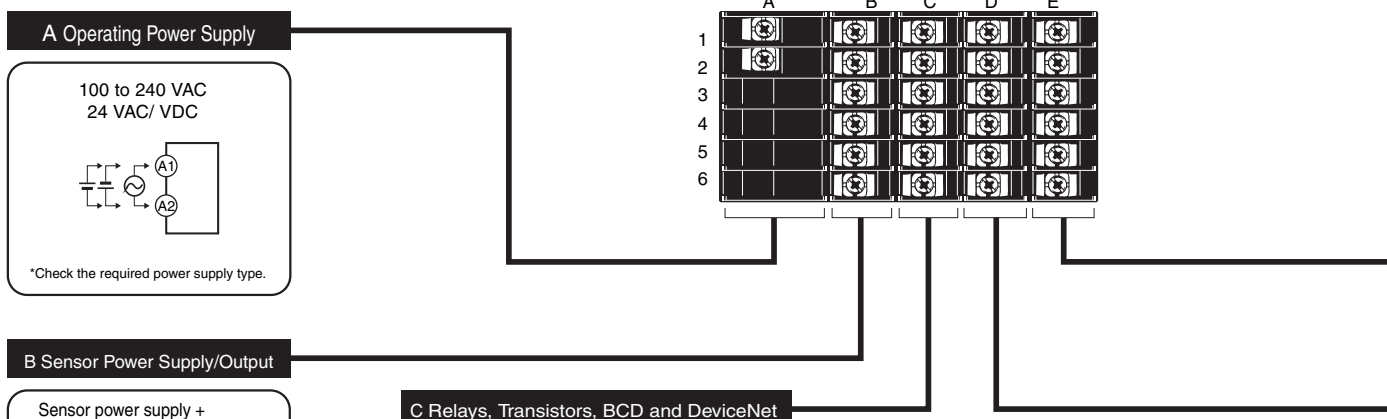 A B C D E
A Operating Power Supply
1
2
3
4
5
6
100 to 240 VAC
24 VAC/ VDC
A1
A2
*Check the required power supply type.
B Sensor Power Supply/Output
Sensor power supply +
C Relays, Transistors, BCD and DeviceNet